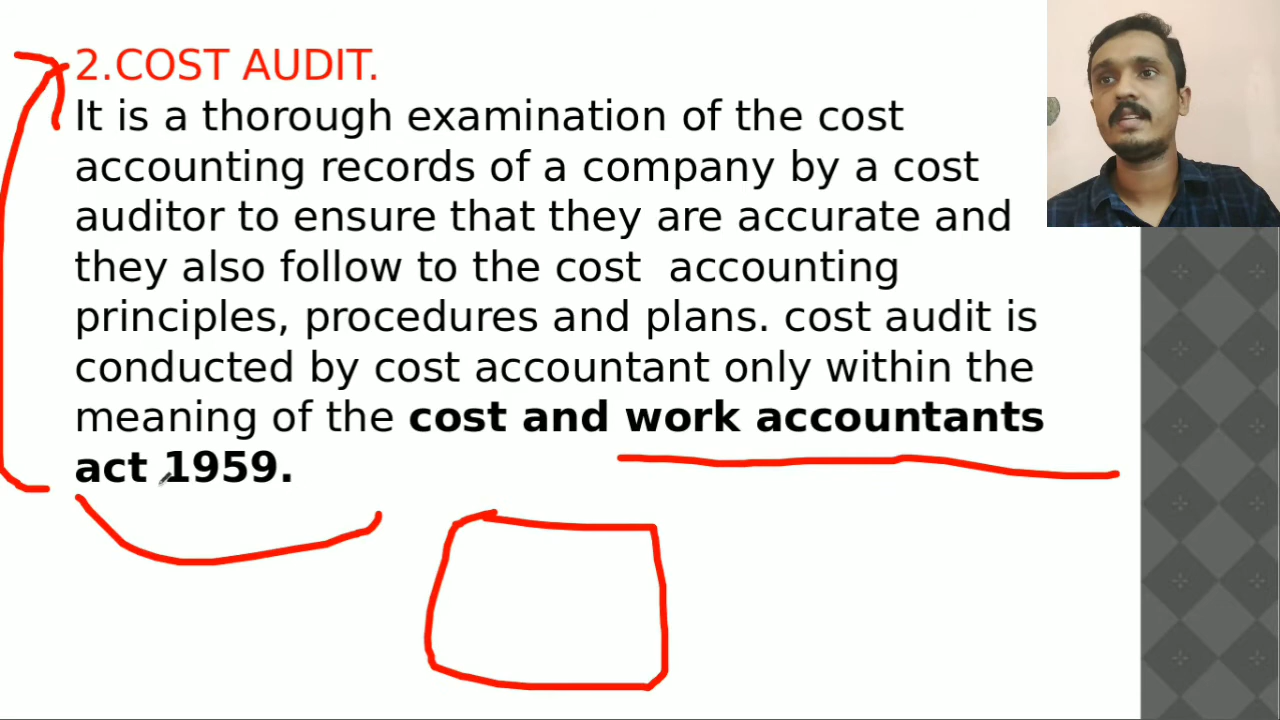 2.COST AUDIT.
It is a thorough examination of the cost
accounting records of a company by a cost
auditor to ensure that they are accurate and
they also follow to the cost  accounting
principles, procedures and plans. cost audit is
conducted by cost accountant only within the
meaning of the cost and work accountants
act 1959.